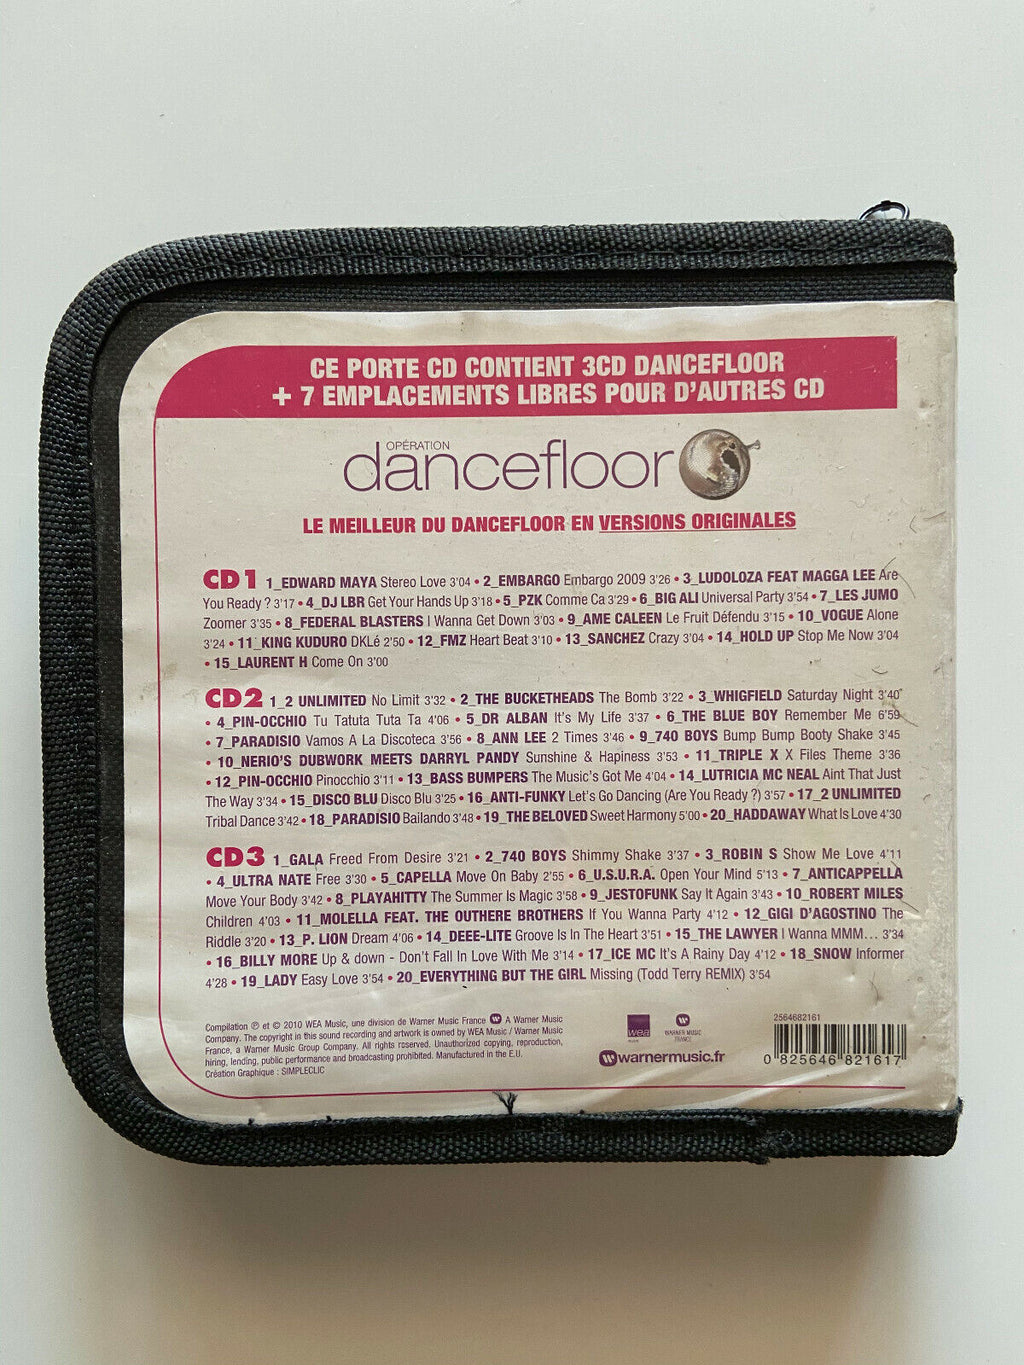 CE PORTE CD CONTIENT 3CD DANCEFLOOR
+ 7 EMPLACEMENTS LIBRES POUR D'AUTRES CD
OPÉRATION
dancefloor
LE MEILLEUR DU DANCEFLOOR EN VERSIONS ORIGINALES
CD1 1_EDWARD MAYA Stereo Love 3'04 • 2_EMBARGO Embargo 2009 3'26 • 3_LUDOLOZA FEAT MAGGA LEE Are
You Ready ? 3'17 • 4_DJ LBR Get Your Hands Up 3'18 • 5_PZK Comme Ca 3'29 • 6_BIG ALI Universal Party 3'54 • 7_LES JUMO
Zoomer 3'35 • 8_FEDERAL BLASTERS I Wanna Get Down 3'03 • 9_AME CALEEN Le Fruit Défendu 3'15 • 10_VOGUE Alone
3'24 • 11_KING KUDURO DKLé 2'50 • 12_FMZ Heart Beat 3'10 • 13_SANCHEZ Crazy 3'04 • 14_HOLD UP Stop Me Now 3'04
• 15_LAURENT H Come On 3'00
CD2 1_2 UNLIMITED No Limit 3'32 • 2_THE BUCKETHEADS The Bomb 3'22 • 3_WHIGFIELD Saturday Night 3'40
• 4_PIN-OCCHIO Tu Tatuta Tuta Ta 4'06 • 5_DR ALBAN It's My Life 3'37 • 6_THE BLUE BOY Remember Me 6'59
• 7_PARADISIO Vamos A La Discoteca 3'56 • 8_ANN LEE 2 Times 3'46 • 9_740 BOYS Bump Bump Booty Shake 3'45
• 10_NERIO'S DUBWORK MEETS DARRYL PANDY Sunshine & Hapiness 3'53 • 11_TRIPLE X X Files Theme 3'36
• 12_PIN-OCCHIO Pinocchio 3'11 • 13_BASS BUMPERS The Music's Got Me 4'04 • 14_LUTRICIA MC NEAL Aint That Just
The Way 3'34 • 15_DISCO BLU Disco Blu 3'25 • 16_ANTI-FUNKY Let's Go Dancing (Are You Ready ?) 3'57 • 17_2 UNLIMITED
Tribal Dance 3'42 • 18_PARADISIO Bailando 3'48 • 19_THE BELOVED Sweet Harmony 5'00 • 20_HADDAWAY What Is Love 4'30
CD3 1_GALA Freed From Desire 3'21 • 2_740 BOYS Shimmy Shake 3'37 • 3_ROBIN S Show Me Love 4'11
• 4_ULTRA NATE Free 3'30 • 5_CAPELLA Move On Baby 2'55 • 6_U.S.U.R.A. Open Your Mind 5'13 • 7_ANTICAPPELLA
Move Your Body 3'42 • 8_PLAYAHITTY The Summer Is Magic 3'58 • 9_JESTOFUNK Say It Again 3'43 • 10_ROBERT MILES
Children 4'03 • 11_MOLELLA FEAT. THE OUTHERE BROTHERS If You Wanna Party 4'12 • 12_GIGI D'AGOSTINO The
Riddle 3'20 • 13_P. LION Dream 4'06 • 14_DEEE-LITE Groove Is In The Heart 3'51 • 15_THE LAWYER I Wanna MMM... 3'34
• 16_BILLY MORE Up & down - Don't Fall In Love With Me 3'14 • 17_ICE MC It's A Rainy Day 4'12 • 18_SNOW Informer
4'28 • 19_LADY Easy Love 3'54 • 20_EVERYTHING BUT THE GIRL Missing (Todd Terry REMIX) 3'54
Compilation ℗ et © 2010 WEA Music, une division de Warner Music France A Warner Music
Company. The copyright in this sound recording and artwork is owned by WEA Music / Warner Music
France, a Warner Music Group Company. All rights reserved. Unauthorized copying, reproduction,
hiring, lending, public performance and broadcasting prohibited. Manufactured in the E.U.
Création Graphique : SIMPLECLIC
wea
WARNER MUSIC
FRANCE
warnermusic.fr
2564682161
0 825646 821617